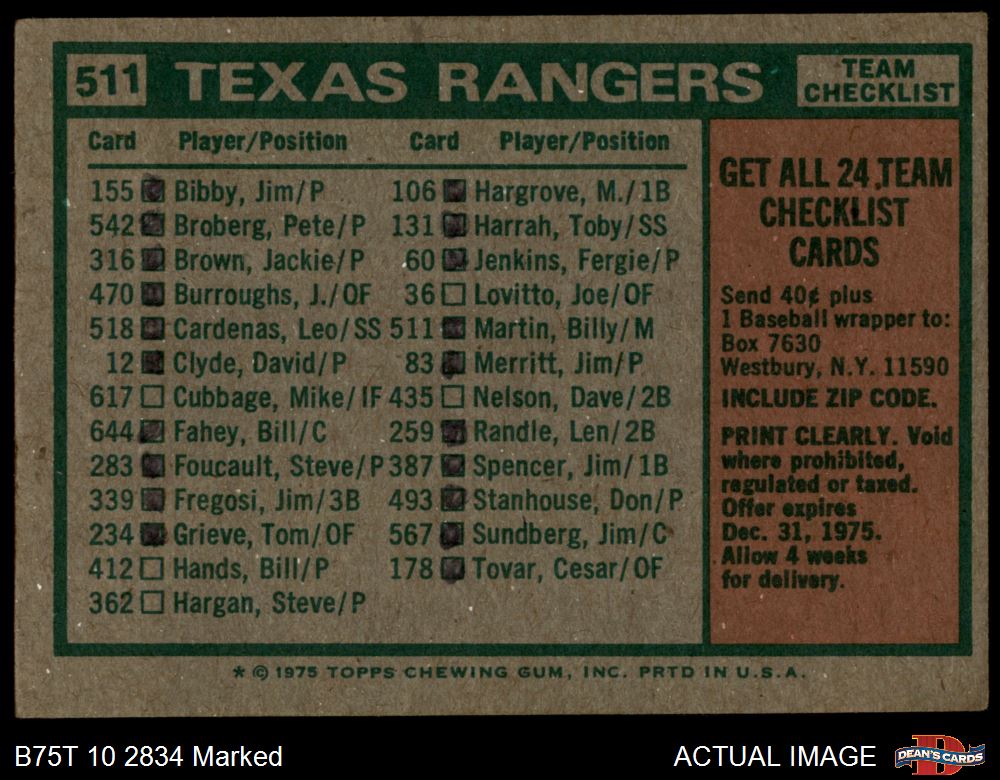 511 TEXAS RANGERS TEAM CHECKLIST
Card Player/Position Card Player/Position
155 Bibby, Jim/P 106 Hargrove, M./1B
542 Broberg, Pete/P 131 Harrah, Toby/SS
316 Brown, Jackie/P 60 Jenkins, Fergie/P
470 Burroughs, J./OF 36 Lovitto, Joe/OF
518 Cardenas, Leo/SS 511 Martin, Billy/M
12 Clyde, David/P 83 Merritt, Jim/P
617 Cubbage, Mike/IF 435 Nelson, Dave/2B
644 Fahey, Bill/C 259 Randle, Len/2B
283 Foucault, Steve/P 387 Spencer, Jim/1B
339 Fregosi, Jim/3B 493 Stanhouse, Don/P
234 Grieve, Tom/OF 567 Sundberg, Jim/C
412 Hands, Bill/P 178 Tovar, Cesar/OF
362 Hargan, Steve/P
GET ALL 24 TEAM
CHECKLIST
CARDS
Send 40¢ plus
1 Baseball wrapper to:
Box 7630
Westbury, N.Y. 11590
INCLUDE ZIP CODE.
PRINT CLEARLY. Void
where prohibited,
regulated or taxed.
Offer expires
Dec. 31, 1975.
Allow 4 weeks
for delivery.
* © 1975 TOPPS CHEWING GUM, INC. PRTD IN U.S.A.
B75T 10 2834 Marked ACTUAL IMAGE DEAN'S CARDS